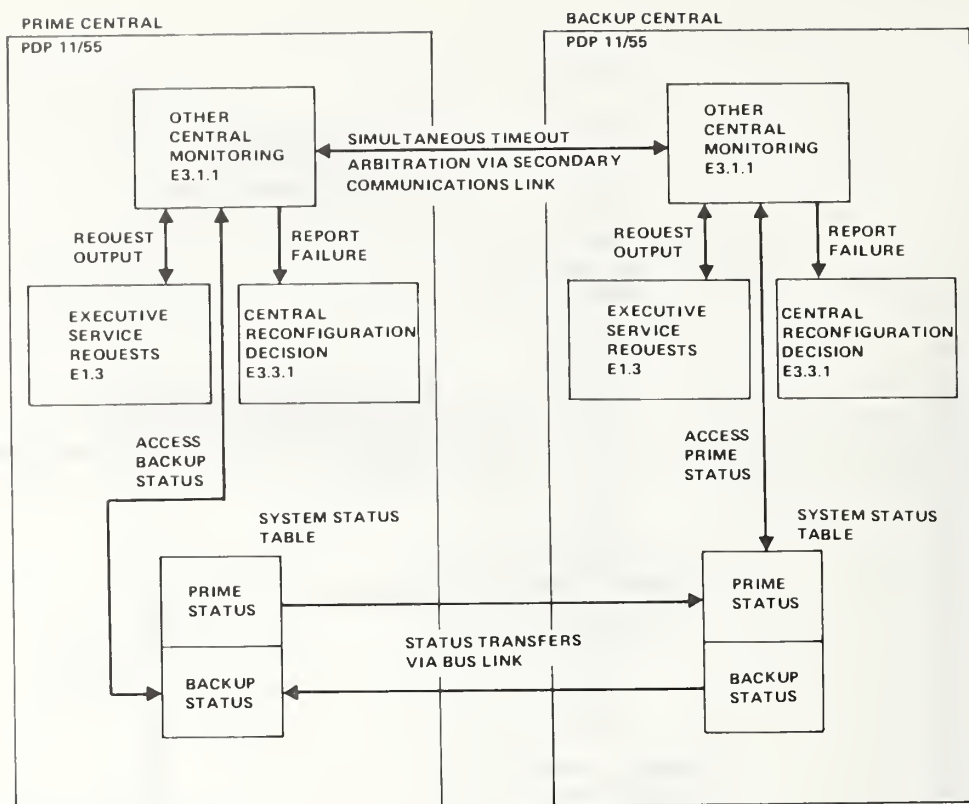 PRIME CENTRAL
PDP 11/55
BACKUP CENTRAL
PDP 11/55
OTHER
CENTRAL
MONITORING
E3.1.1
SIMULTANEOUS TIMEOUT
ARBITRATION VIA SECONDARY
COMMUNICATIONS LINK
OTHER
CENTRAL
MONITORING
E3.1.1
REQUEST
OUTPUT
REPORT
FAILURE
REQUEST
OUTPUT
REPORT
FAILURE
EXECUTIVE
SERVICE
REQUESTS
E1.3
CENTRAL
RECONFIGURATION
DECISION
E3.3.1
EXECUTIVE
SERVICE
REQUESTS
E1.3
CENTRAL
RECONFIGURATION
DECISION
E3.3.1
ACCESS
BACKUP
STATUS
ACCESS
PRIME
STATUS
SYSTEM STATUS
TABLE
SYSTEM STATUS
TABLE
PRIME
STATUS
PRIME
STATUS
STATUS TRANSFERS
VIA BUS LINK
BACKUP
STATUS
BACKUP
STATUS